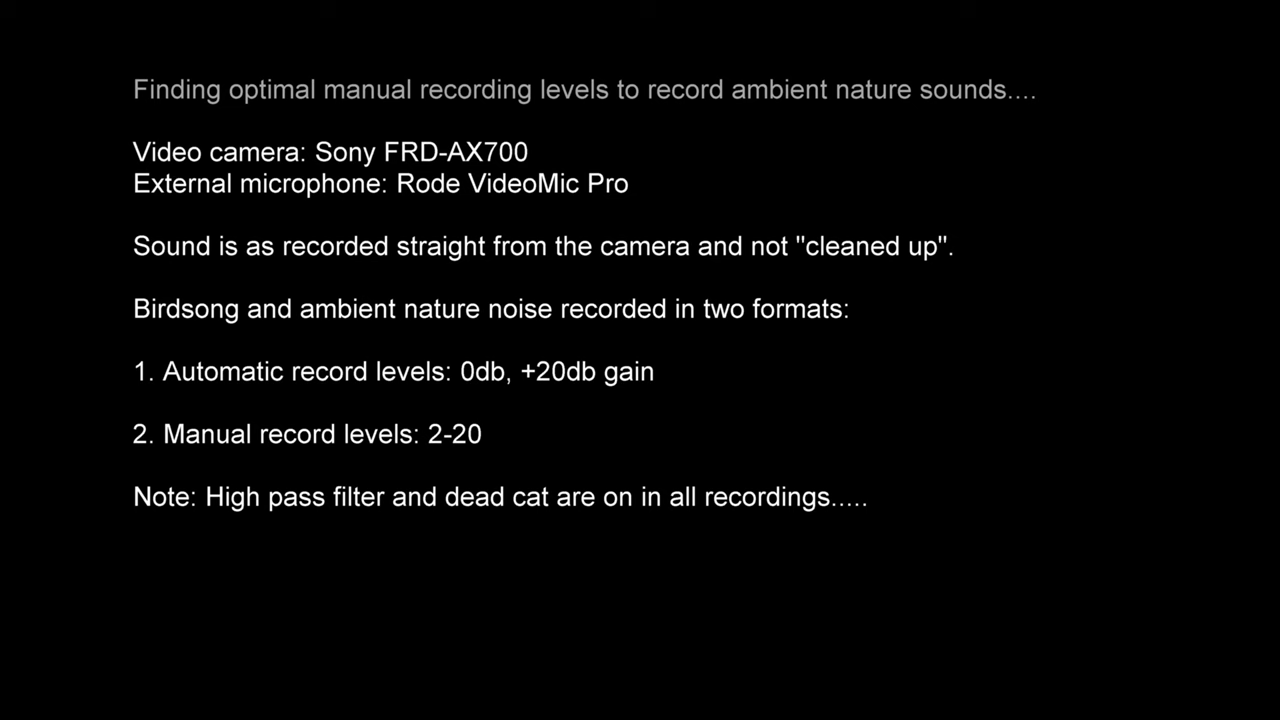 Finding optimal manual recording levels to record ambient nature sounds....
Video camera: Sony FRD-AX700
External microphone: Rode VideoMic Pro
Sound is as recorded straight from the camera and not "cleaned up".
Birdsong and ambient nature noise recorded in two formats:
1. Automatic record levels: 0db, +20db gain
2. Manual record levels: 2-20
Note: High pass filter and dead cat are on in all recordings.....